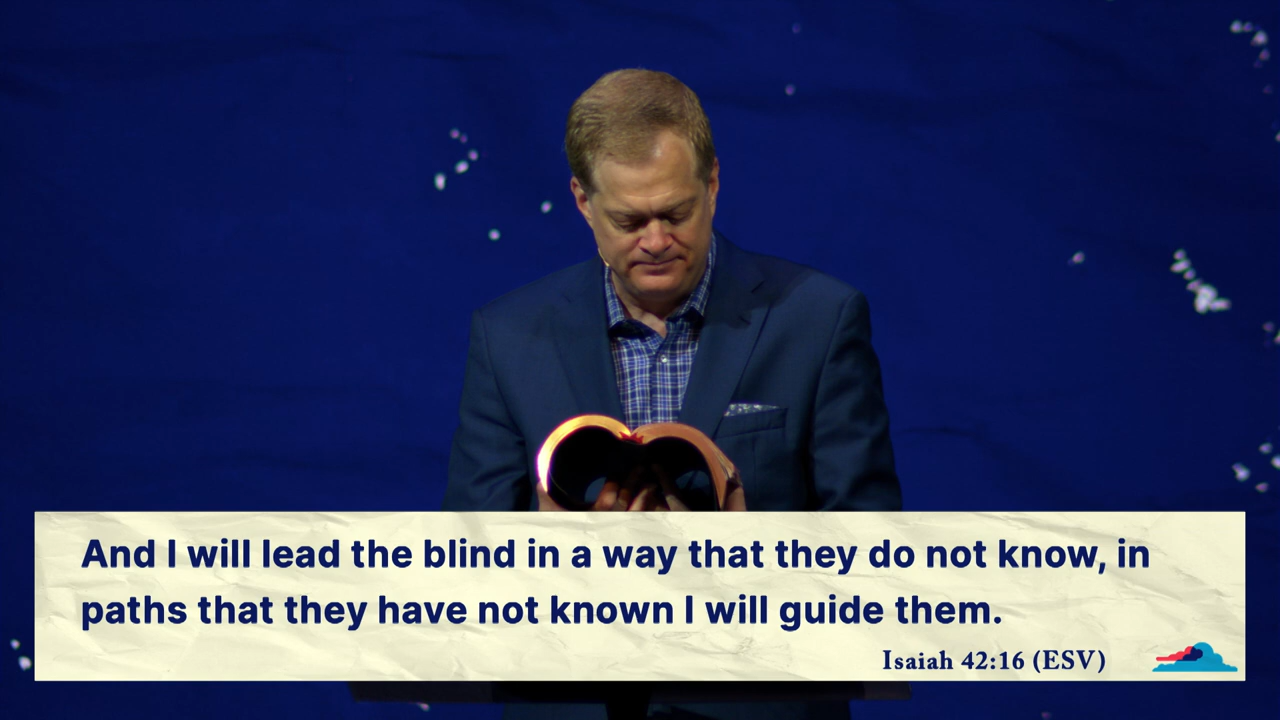 And I will lead the blind in a way that they do not know, in
paths that they have not known I will guide them.
Isaiah 42:16 (ESV)